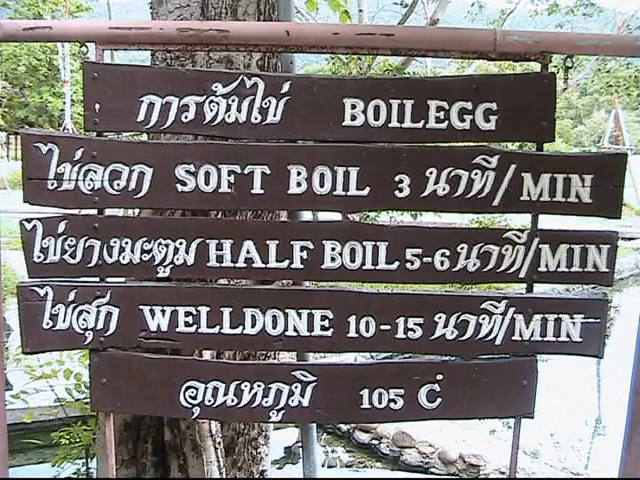 การต้มไข่ BOILEGG
ไข่ลวก SOFT BOIL 3 นาที/MIN
ไข่ยางมะตูม HALF BOIL 5-6 นาที/MIN
ไข่สุก WELLDONE 10-15 นาที/MIN
อุณหภูมิ 105 C̊